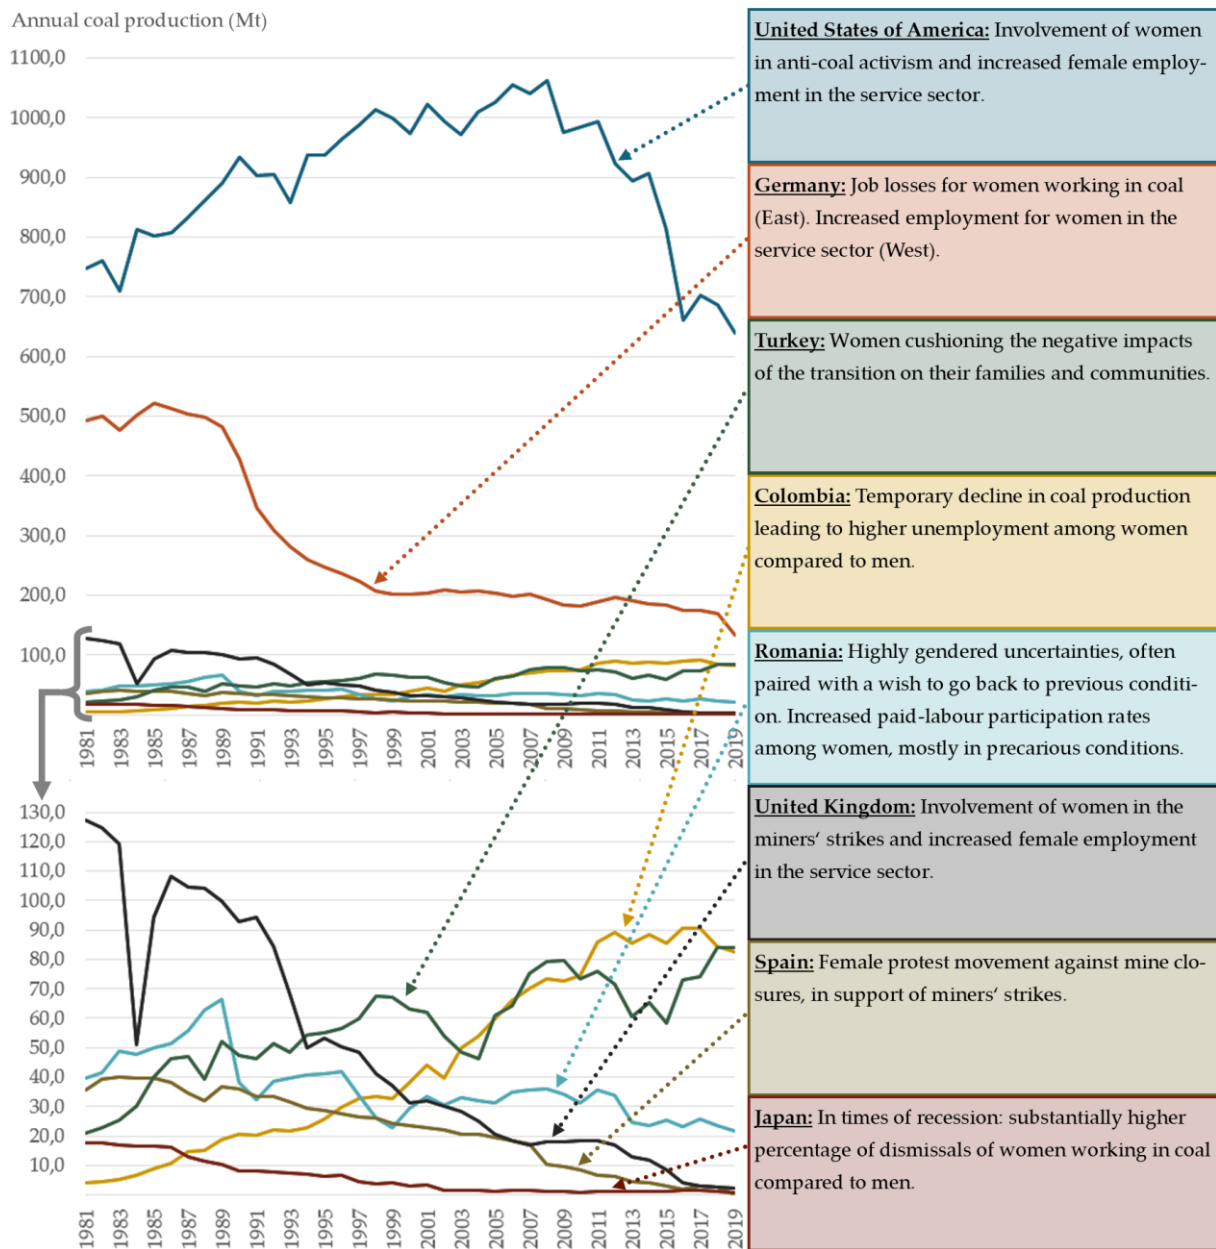 Annual coal production (Mt)
1100,0
1000,0
900,0
800,0
700,0
600,0
500,0
400,0
300,0
200,0
100,0
1981
1983
1985
1987
1989
1991
1993
1995
1997
1999
2001
2003
2005
2007
2009
2011
2013
2015
2017
2019
130,0
120,0
110,0
100,0
90,0
80,0
70,0
60,0
50,0
40,0
30,0
20,0
10,0
1981
1983
1985
1987
1989
1991
1993
1995
1997
1999
2001
2003
2005
2007
2009
2011
2013
2015
2017
2019
United States of America: Involvement of women
in anti-coal activism and increased female employ-
ment in the service sector.
Germany: Job losses for women working in coal
(East). Increased employment for women in the
service sector (West).
Turkey: Women cushioning the negative impacts
of the transition on their families and communities.
Colombia: Temporary decline in coal production
leading to higher unemployment among women
compared to men.
Romania: Highly gendered uncertainties, often
paired with a wish to go back to previous conditi-
on. Increased paid-labour participation rates
among women, mostly in precarious conditions.
United Kingdom: Involvement of women in the
miners‘ strikes and increased female employment
in the service sector.
Spain: Female protest movement against mine clo-
sures, in support of miners‘ strikes.
Japan: In times of recession: substantially higher
percentage of dismissals of women working in coal
compared to men.